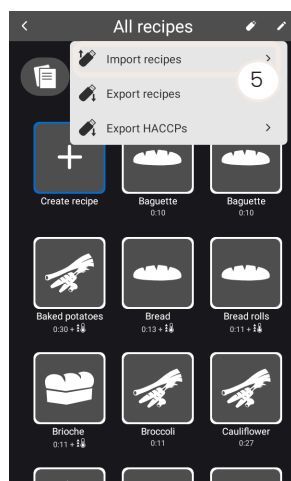 All recipes
Import recipes
5
Export recipes
Export HACCPs
Create recipe
Baguette
0:10
Baguette
0:10
Baked potatoes
0:30 +
Bread
0:13 +
Bread rolls
0:11 +
Brioche
0:11 +
Broccoli
0:11
Cauliflower
0:27